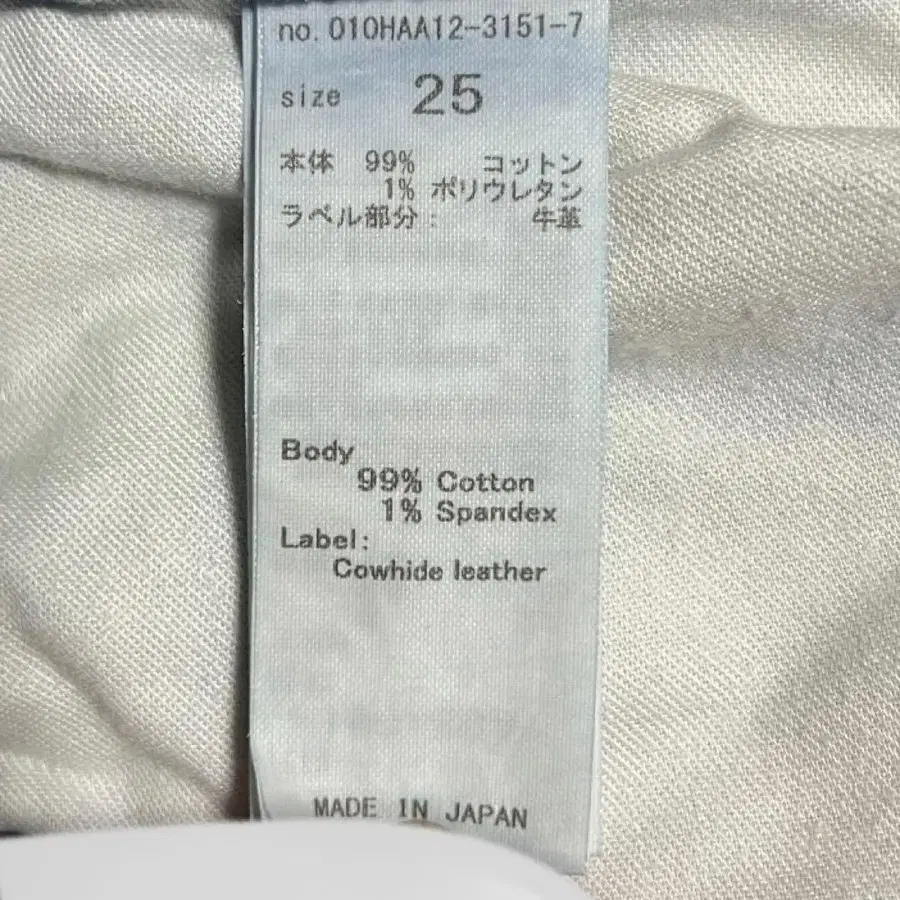 no. 010HAA12-3151-7
size 25
本体 99% コットン
1% ポリウレタン
ラベル部分： 牛革
Body
99% Cotton
1% Spandex
Label:
Cowhide leather
MADE IN JAPAN